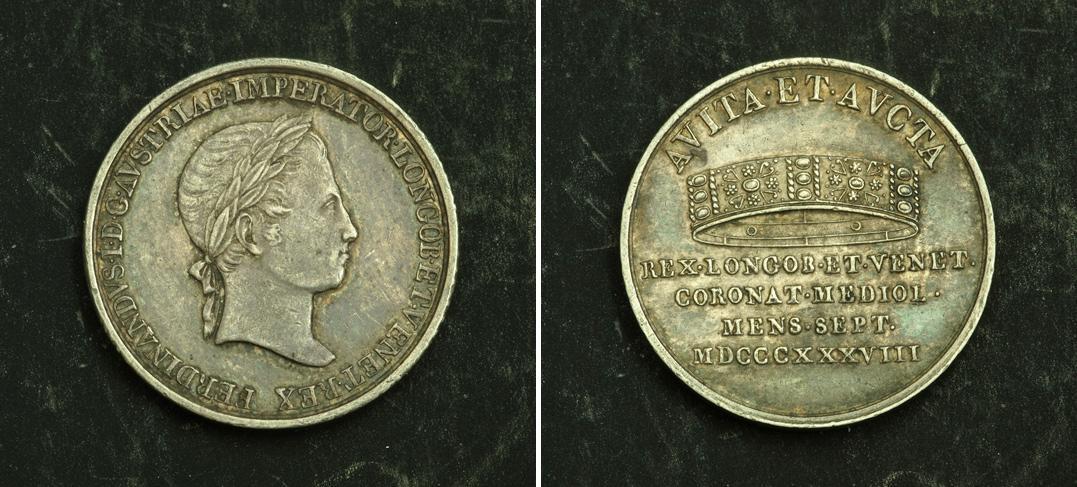 FERDINANDVS·I·D·G·AVSTRIAE·IMPERATOR·LONGOB·ET·VENET·REX
AVITA·ET·AVCTA
REX·LONGOB·ET·VENET.
CORONAT·MEDIOL·
MENS·SEPT.
MDCCCXXXVIII